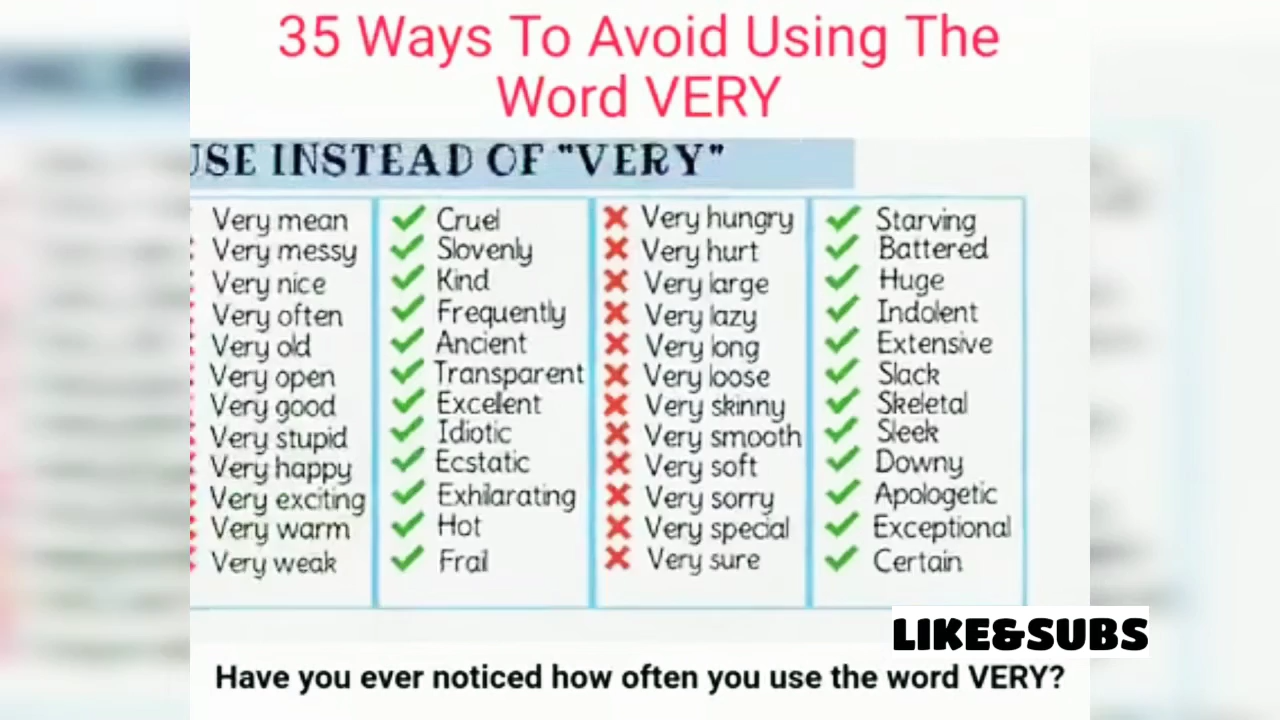 35 Ways To Avoid Using The
Word VERY
USE INSTEAD OF "VERY"
Very mean Cruel Very hungry Starving
Very messy Slovenly Very hurt Battered
Very nice Kind Very large Huge
Very often Frequently Very lazy Indolent
Very old Ancient Very long Extensive
Very open Transparent Very loose Slack
Very good Excellent Very skinny Skeletal
Very stupid Idiotic Very smooth Sleek
Very happy Ecstatic Very soft Downy
Very exciting Exhilarating Very sorry Apologetic
Very warm Hot Very special Exceptional
Very weak Frail Very sure Certain
LIKE&SUBS
Have you ever noticed how often you use the word VERY?